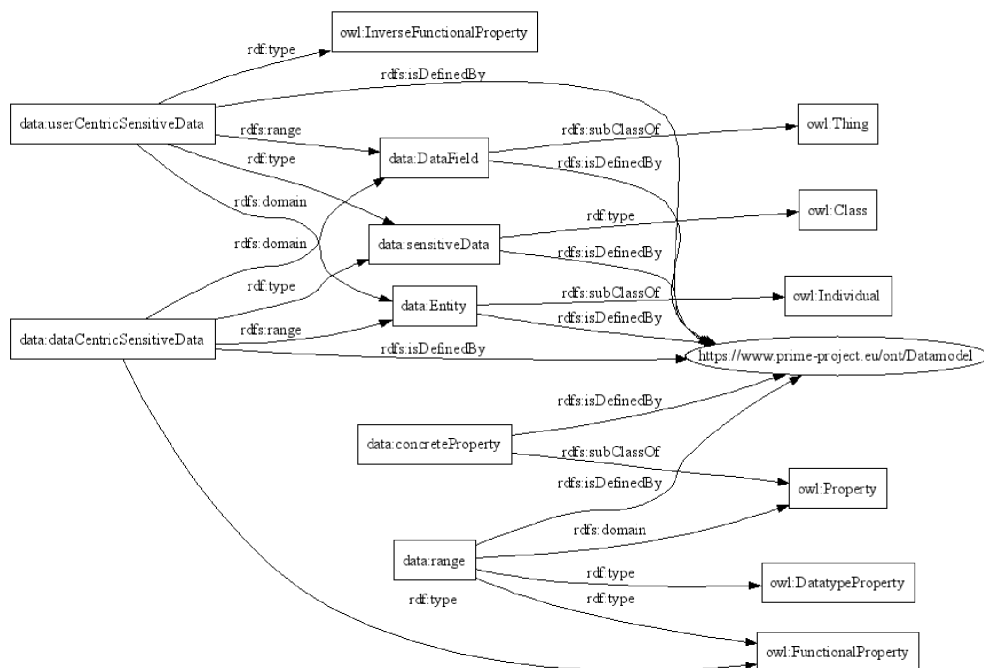 owl:InverseFunctionalProperty
rdf:type
rdfs:isDefinedBy
data:userCentricSensitiveData
owl:Thing
rdfs:subClassOf
rdfs:range
data:DataField
rdf:type
rdfs:isDefinedBy
rdfs:domain
rdf:type
owl:Class
data:sensitiveData
rdfs:domain
rdfs:isDefinedBy
rdf:type
rdfs:subClassOf
data:Entity
owl:Individual
rdfs:isDefinedBy
rdfs:range
data:dataCentricSensitiveData
rdfs:isDefinedBy
https://www.prime-project.eu/ont/Datamodel
rdfs:isDefinedBy
data:concreteProperty
rdfs:subClassOf
rdfs:isDefinedBy
owl:Property
rdfs:domain
data:range
rdf:type
owl:DatatypeProperty
rdf:type
rdf:type
owl:FunctionalProperty